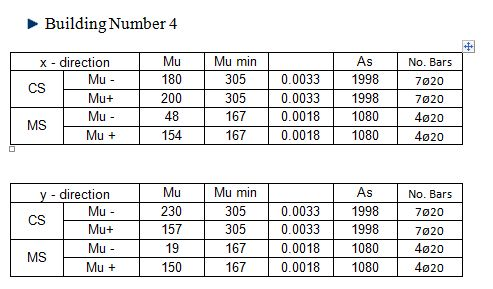 Building Number 4
x - direction Mu Mu min As No. Bars
CS Mu - 180 305 0.0033 1998 7ø20
Mu+ 200 305 0.0033 1998 7ø20
MS Mu - 48 167 0.0018 1080 4ø20
Mu + 154 167 0.0018 1080 4ø20
y - direction Mu Mu min As No. Bars
CS Mu - 230 305 0.0033 1998 7ø20
Mu+ 157 305 0.0033 1998 7ø20
MS Mu - 19 167 0.0018 1080 4ø20
Mu + 150 167 0.0018 1080 4ø20